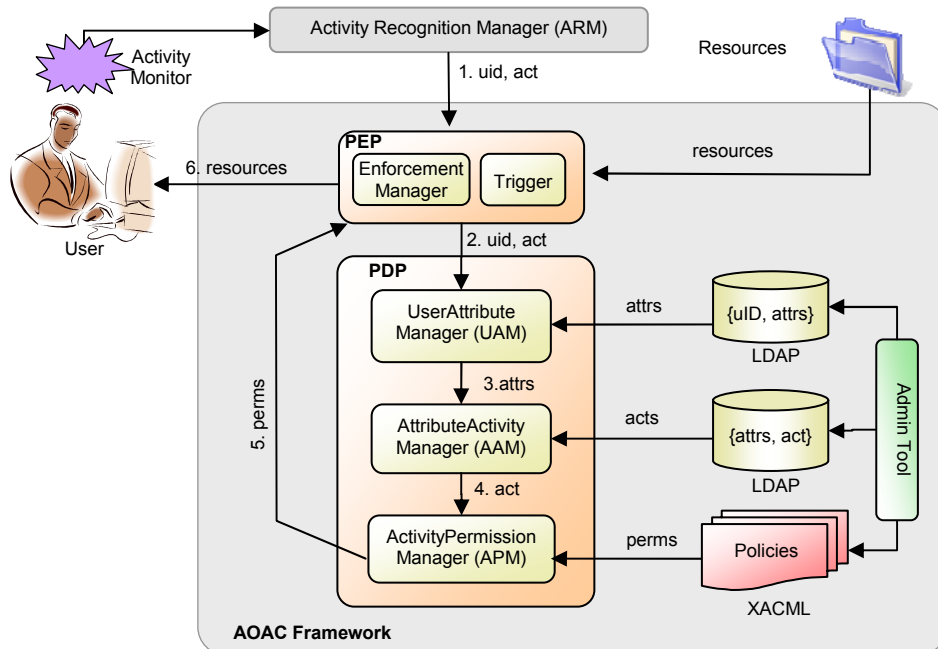 Activity Recognition Manager (ARM)
Activity
Monitor
Resources
1. uid, act
PEP
Enforcement
Manager
Trigger
resources
6. resources
User
2. uid, act
PDP
UserAttribute
Manager (UAM)
attrs
{uID, attrs}
LDAP
3.attrs
Admin Tool
5. perms
AttributeActivity
Manager (AAM)
acts
{attrs, act}
LDAP
4. act
ActivityPermission
Manager (APM)
perms
Policies
XACML
AOAC Framework